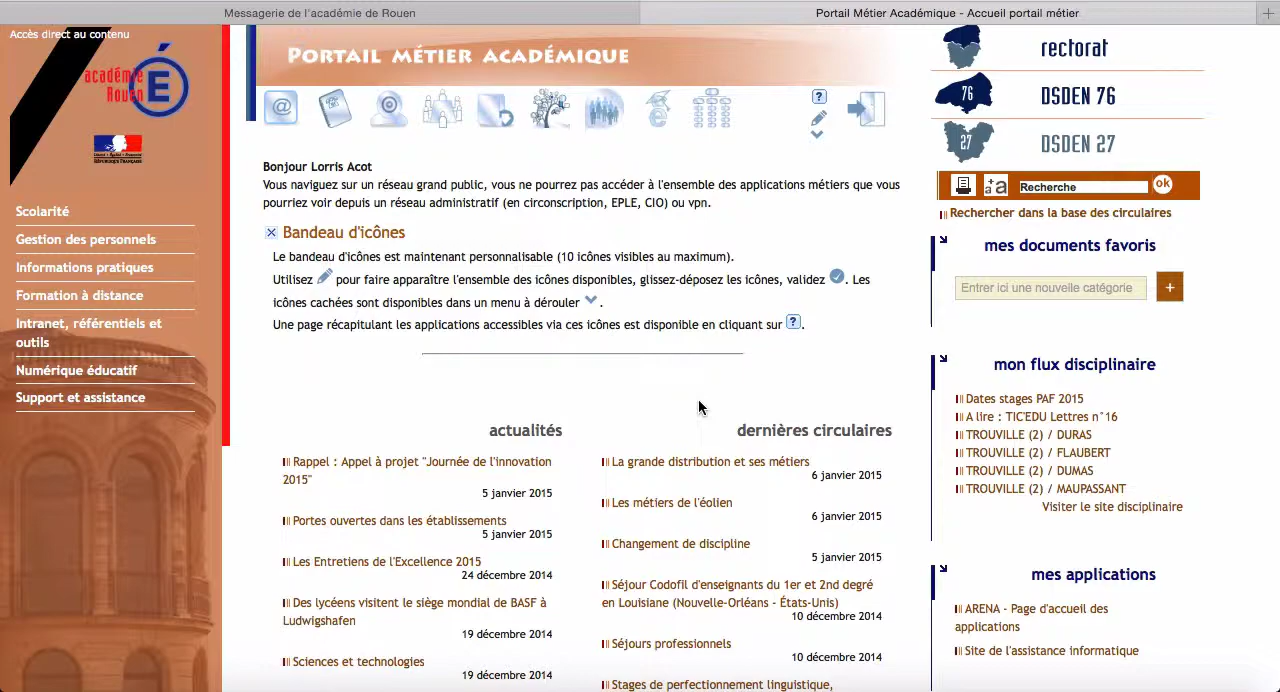 Messagerie de l'académie de Rouen
Portail Métier Académique - Accueil portail métier
Accès direct au contenu
académie
Rouen
É
Liberté • Égalité • Fraternité
RÉPUBLIQUE FRANÇAISE
Scolarité
Gestion des personnels
Informations pratiques
Formation à distance
Intranet, référentiels et
outils
Numérique éducatif
Support et assistance
PORTAIL MÉTIER ACADÉMIQUE
@
?
Bonjour Lorris Acot
Vous naviguez sur un réseau grand public, vous ne pourrez pas accéder à l'ensemble des applications métiers que vous
pourriez voir depuis un réseau administratif (en circonscription, EPLE, CIO) ou vpn.
Bandeau d'icônes
Le bandeau d'icônes est maintenant personnalisable (10 icônes visibles au maximum).
Utilisez pour faire apparaître l'ensemble des icônes disponibles, glissez-déposez les icônes, validez . Les
icônes cachées sont disponibles dans un menu à dérouler .
Une page récapitulant les applications accessibles via ces icônes est disponible en cliquant sur ? .
actualités
Rappel : Appel à projet "Journée de l'innovation
2015"
5 janvier 2015
Portes ouvertes dans les établissements
5 janvier 2015
Les Entretiens de l'Excellence 2015
24 décembre 2014
Des lycéens visitent le siège mondial de BASF à
Ludwigshafen
19 décembre 2014
Sciences et technologies
19 décembre 2014
dernières circulaires
La grande distribution et ses métiers
6 janvier 2015
Les métiers de l'éolien
6 janvier 2015
Changement de discipline
5 janvier 2015
Séjour Codofil d'enseignants du 1er et 2nd degré
en Louisiane (Nouvelle-Orléans - États-Unis)
10 décembre 2014
Séjours professionnels
10 décembre 2014
Stages de perfectionnement linguistique,
rectorat
76
DSDEN 76
27
DSDEN 27
+a
a
Recherche
ok
Rechercher dans la base des circulaires
mes documents favoris
Entrer ici une nouvelle catégorie
+
mon flux disciplinaire
Dates stages PAF 2015
A lire : TIC'EDU Lettres n°16
TROUVILLE (2) / DURAS
TROUVILLE (2) / FLAUBERT
TROUVILLE (2) / DUMAS
TROUVILLE (2) / MAUPASSANT
Visiter le site disciplinaire
mes applications
ARENA - Page d'accueil des
applications
Site de l'assistance informatique